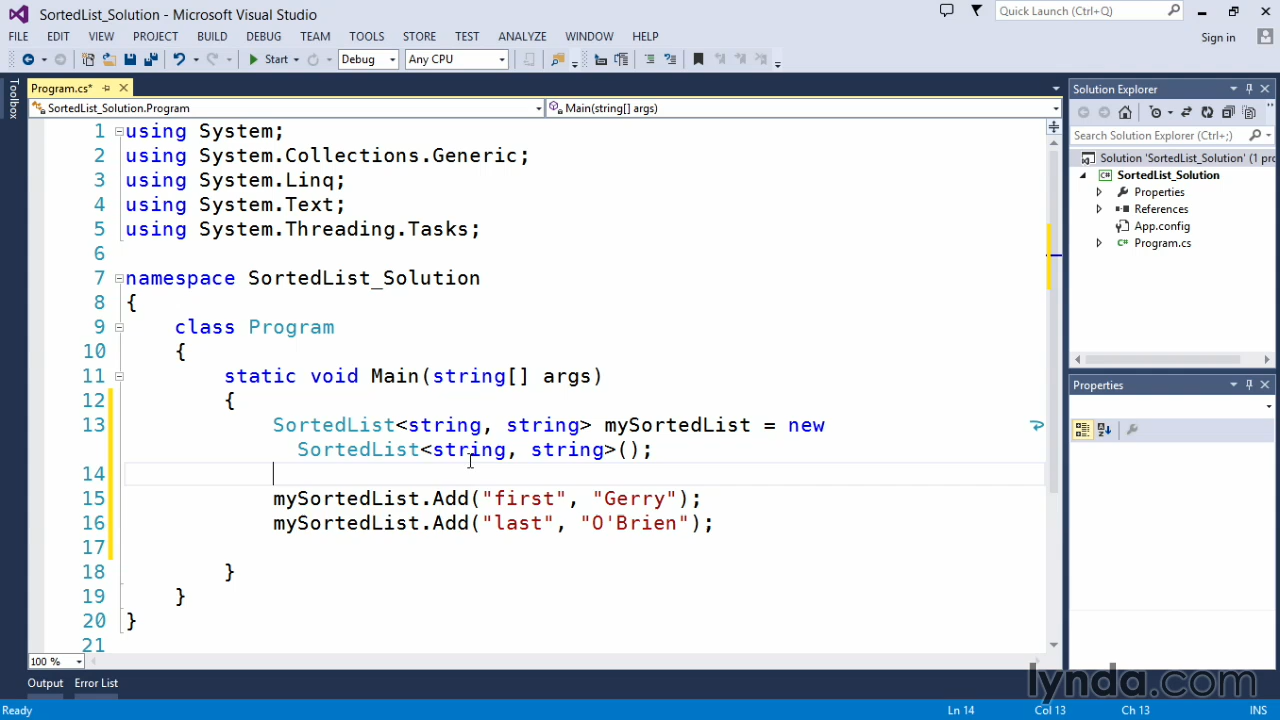 SortedList_Solution - Microsoft Visual Studio
Quick Launch (Ctrl+Q)
FILE EDIT VIEW PROJECT BUILD DEBUG TEAM TOOLS STORE TEST ANALYZE WINDOW HELP
Sign in
Start Debug Any CPU
Toolbox
Program.cs*
SortedList_Solution.Program
Main(string[] args)
1 using System;
2 using System.Collections.Generic;
3 using System.Linq;
4 using System.Text;
5 using System.Threading.Tasks;
6
7 namespace SortedList_Solution
8 {
9 class Program
10 {
11 static void Main(string[] args)
12 {
13 SortedList<string, string> mySortedList = new
SortedList<string, string>();
14
15 mySortedList.Add("first", "Gerry");
16 mySortedList.Add("last", "O'Brien");
17
18 }
19 }
20 }
21
100 %
Output Error List
Solution Explorer
Search Solution Explorer (Ctrl+;)
Solution 'SortedList_Solution' (1 pro
SortedList_Solution
Properties
References
App.config
C# Program.cs
Properties
lynda.com
Ready Ln 14 Col 13 Ch 13 INS